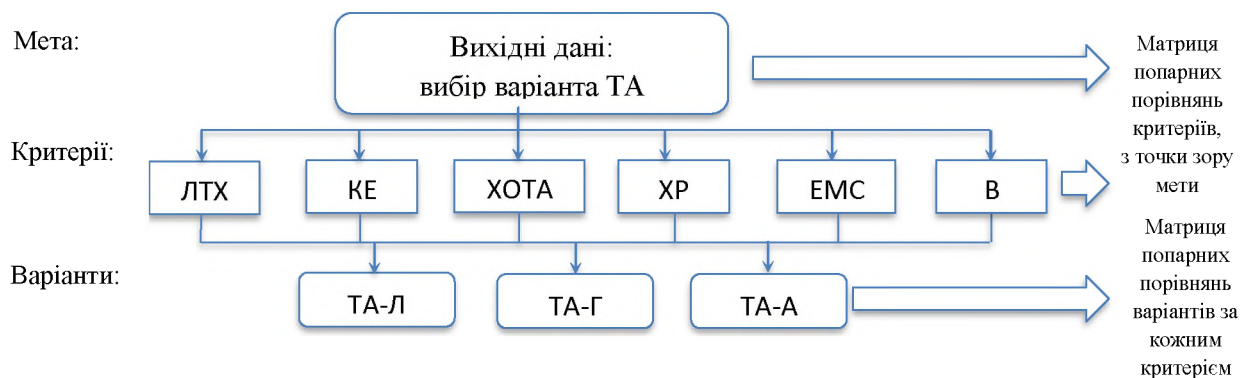 Мета:
Вихідні дані:
вибір варіанта ТА
Матриця
попарних
порівнянь
критеріїв,
з точки зору
мети
Критерії:
ЛТХ
КЕ
ХОТА
ХР
ЕМС
В
Варіанти:
ТА-Л
ТА-Г
ТА-А
Матриця
попарних
порівнянь
варіантів за
кожним
критерієм